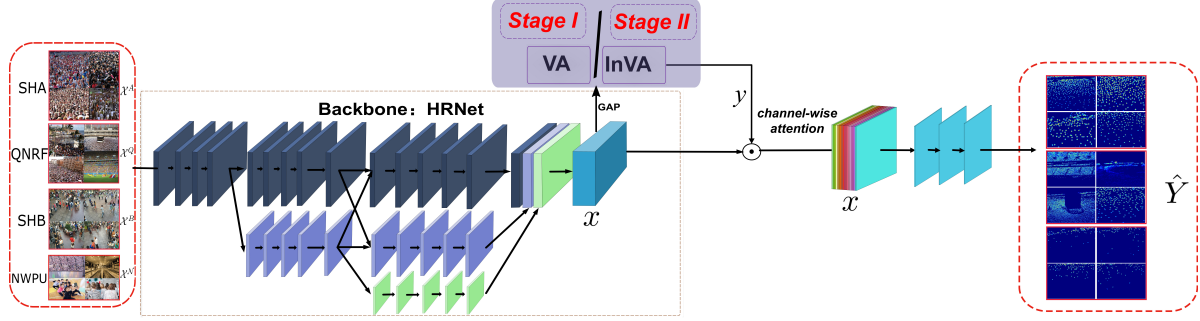 Stage I
Stage II
VA
InVA
SHA
𝒳^A
QNRF
𝒳^Q
SHB
𝒳^B
NWPU
𝒳^N
Backbone: HRNet
GAP
x
y
channel-wise
attention
x
Ŷ